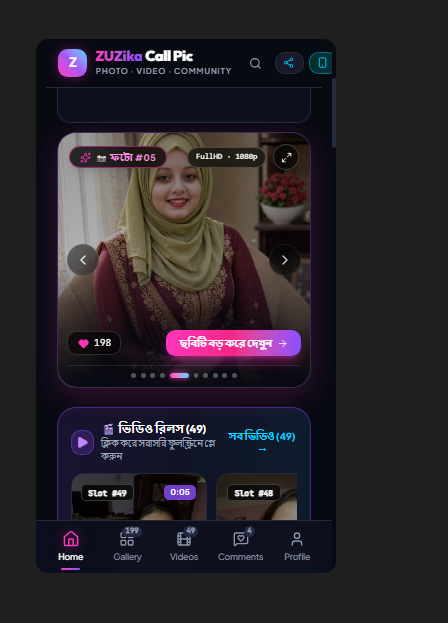 Z
ZUZika Call Pic
PHOTO · VIDEO · COMMUNITY
📸 ফটো #05
FullHD · 1080p
198
ছবিটি বড় করে দেখুন →
🎬 ভিডিও রিলস (49)
ক্লিক করে সরাসরি ফুলস্ক্রিনে প্লে
করুন
সব ভিডিও (49)
→
Slot #49
0:05
Slot #48
199
49
4
Home
Gallery
Videos
Comments
Profile